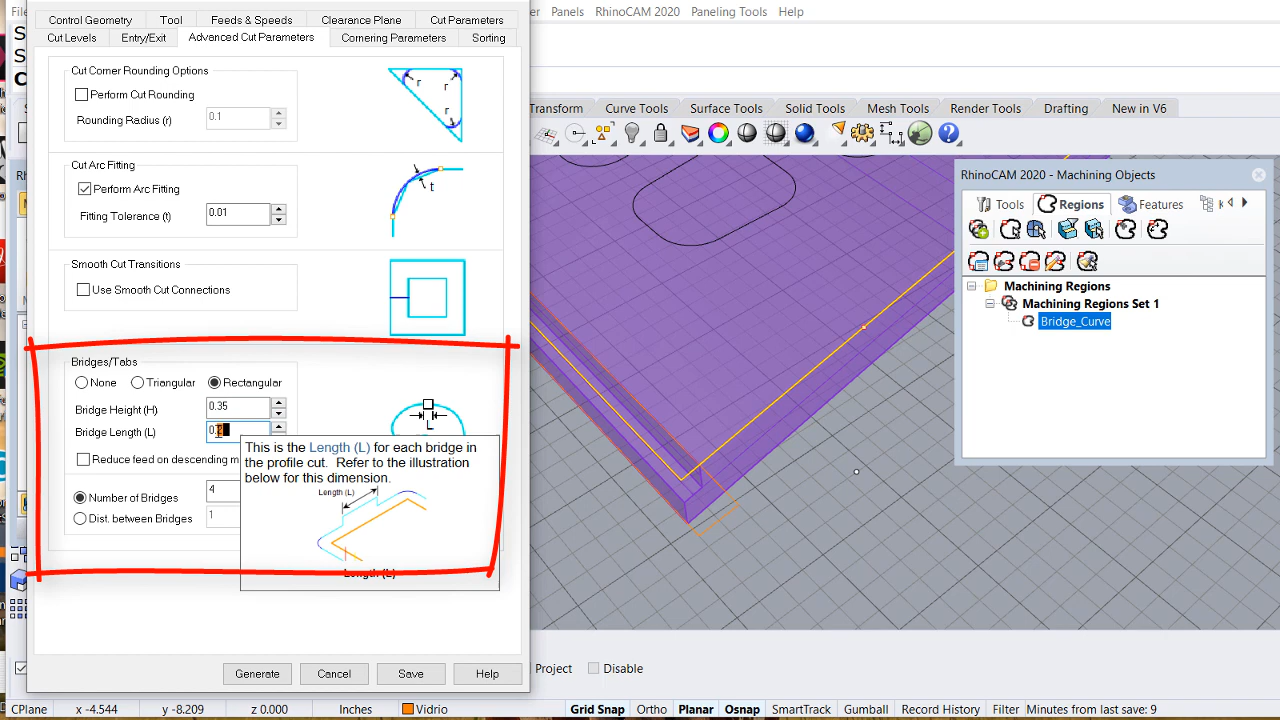 File
er
Panels
RhinoCAM 2020
Paneling Tools
Help
S
S
C
Control Geometry
Tool
Feeds & Speeds
Clearance Plane
Cut Parameters
Cut Levels
Entry/Exit
Advanced Cut Parameters
Cornering Parameters
Sorting
Transform
Curve Tools
Surface Tools
Solid Tools
Mesh Tools
Render Tools
Drafting
New in V6
Cut Corner Rounding Options
Perform Cut Rounding
Rounding Radius (r)
0.1
r
r
r
Cut Arc Fitting
Perform Arc Fitting
Fitting Tolerance (t)
0.01
t
Smooth Cut Transitions
Use Smooth Cut Connections
Bridges/Tabs
None
Triangular
Rectangular
Bridge Height (H)
0.35
Bridge Length (L)
L
Reduce feed on descending m
Number of Bridges
4
Dist. between Bridges
1
This is the Length (L) for each bridge in
the profile cut. Refer to the illustration
below for this dimension.
Length (L)
Length (L)
Generate
Cancel
Save
Help
RhinoCAM 2020 - Machining Objects
Tools
Regions
Features
Machining Regions
Machining Regions Set 1
Bridge_Curve
Project
Disable
CPlane
x -4.544
y -8.209
z 0.000
Inches
Vidrio
Grid Snap
Ortho
Planar
Osnap
SmartTrack
Gumball
Record History
Filter
Minutes from last save: 9